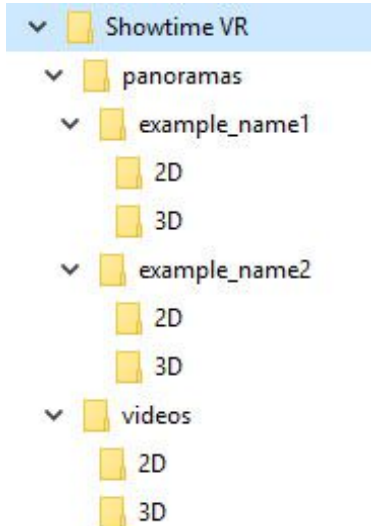 Showtime VR
panoramas
example_name1
2D
3D
example_name2
2D
3D
videos
2D
3D